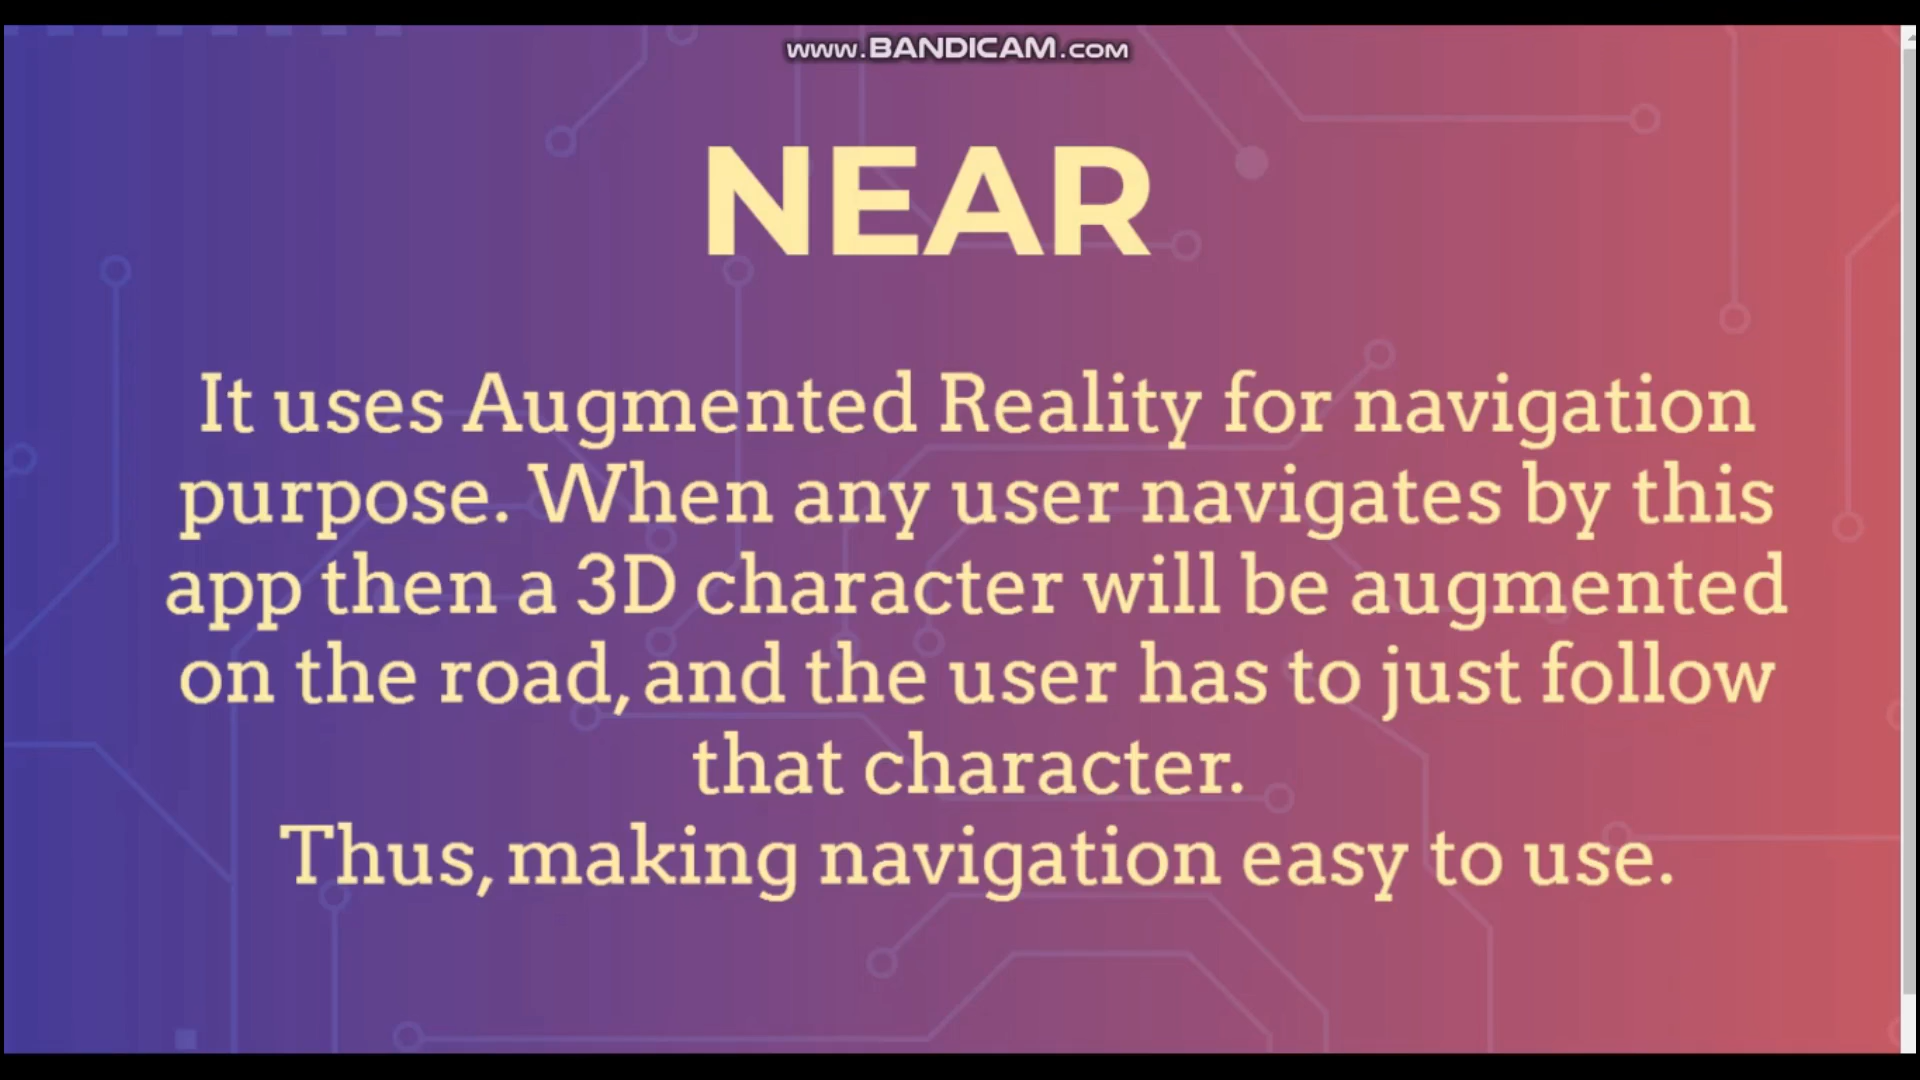 www.BANDICAM.com
NEAR
It uses Augmented Reality for navigation
purpose. When any user navigates by this
app then a 3D character will be augmented
on the road, and the user has to just follow
that character.
Thus, making navigation easy to use.